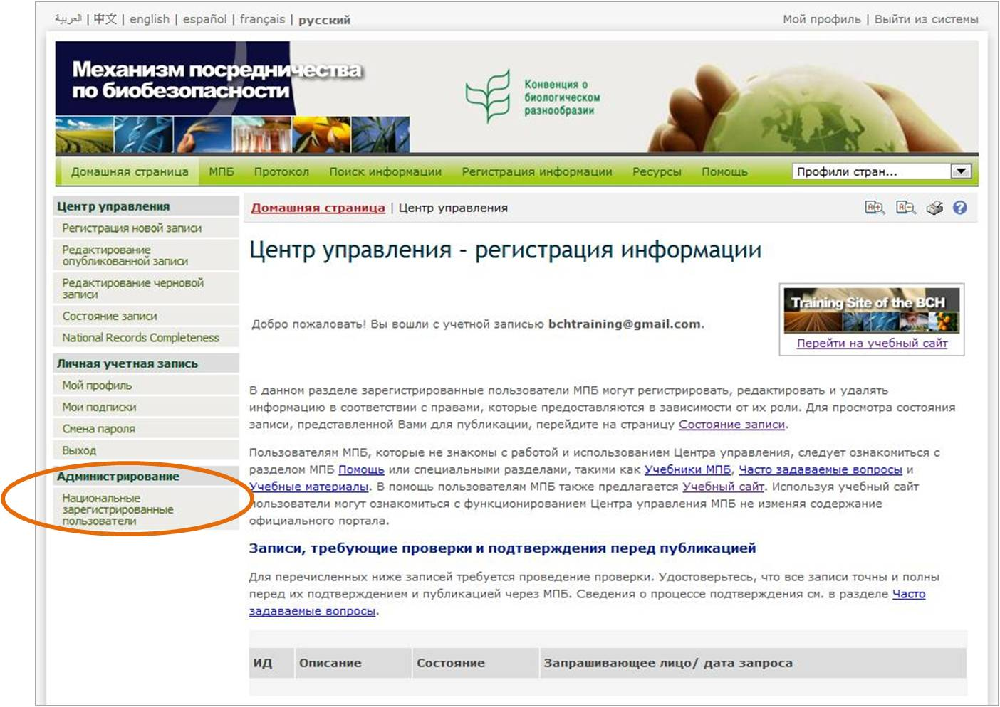 العربية | 中文 | english | español | français | русский
Мой профиль | Выйти из системы
Механизм посредничества
по биобезопасности
Конвенция о
биологическом
разнообразии
Домашняя страница МПБ Протокол Поиск информации Регистрация информации Ресурсы Помощь Профили стран...
Центр управления
Регистрация новой записи
Редактирование
опубликованной записи
Редактирование черновой
записи
Состояние записи
National Records Completeness
Личная учетная запись
Мой профиль
Мои подписки
Смена пароля
Выход
Администрирование
Национальные
зарегистрированные
пользователи
Домашняя страница | Центр управления
Центр управления - регистрация информации
Training Site of the BCH
Перейти на учебный сайт
Добро пожаловать! Вы вошли с учетной записью bchtraining@gmail.com.
В данном разделе зарегистрированные пользователи МПБ могут регистрировать, редактировать и удалять
информацию в соответствии с правами, которые предоставляются в зависимости от их роли. Для просмотра состояния
записи, представленной Вами для публикации, перейдите на страницу Состояние записи.
Пользователям МПБ, которые не знакомы с работой и использованием Центра управления, следует ознакомиться с
разделом МПБ Помощь или специальными разделами, такими как Учебники МПБ, Часто задаваемые вопросы и
Учебные материалы. В помощь пользователям МПБ также предлагается Учебный сайт. Используя учебный сайт
пользователи могут ознакомиться с функционированием Центра управления МПБ не изменяя содержание
официального портала.
Записи, требующие проверки и подтверждения перед публикацией
Для перечисленных ниже записей требуется проведение проверки. Удостоверьтесь, что все записи точны и полны
перед их подтверждением и публикацией через МПБ. Сведения о процессе подтверждения см. в разделе Часто
задаваемые вопросы.
ИД Описание Состояние Запрашивающее лицо/ дата запроса